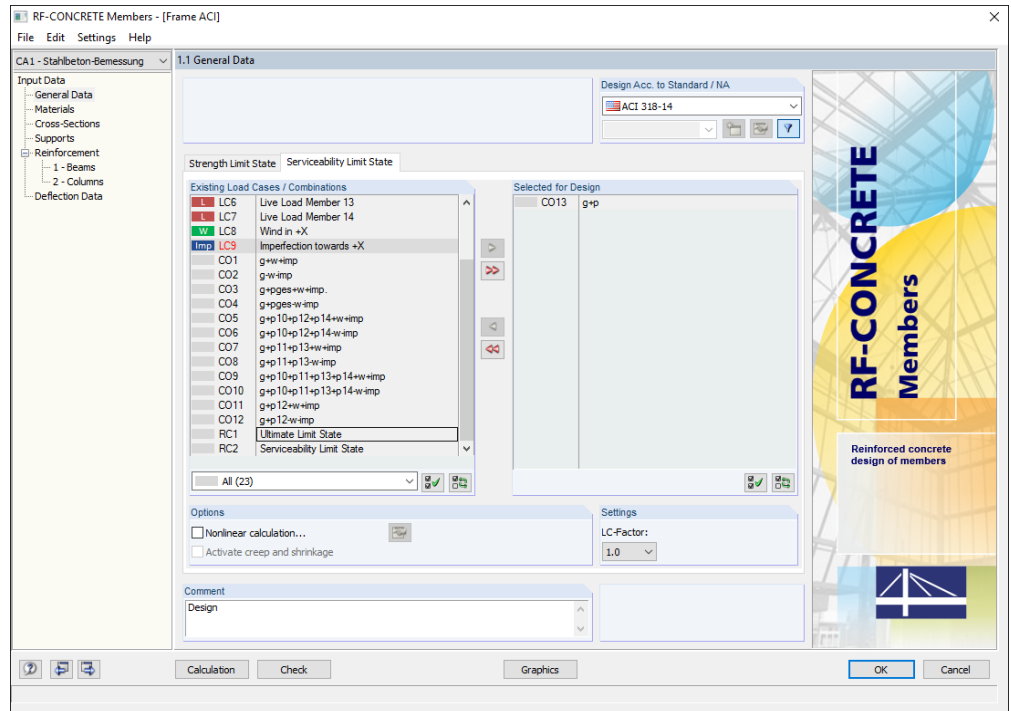 RF-CONCRETE Members - [Frame ACI]
File Edit Settings Help
CA1 - Stahlbeton-Bemessung
1.1 General Data
Input Data
General Data
Materials
Cross-Sections
Supports
Reinforcement
1 - Beams
2 - Columns
Deflection Data
Design Acc. to Standard / NA
ACI 318-14
Strength Limit State Serviceability Limit State
Existing Load Cases / Combinations
L LC6 Live Load Member 13
L LC7 Live Load Member 14
W LC8 Wind in +X
Imp LC9 Imperfection towards +X
CO1 g+w+imp
CO2 g-w-imp
CO3 g+pges+w+imp.
CO4 g+pges-w-imp
CO5 g+p10+p12+p14+w+imp
CO6 g+p10+p12+p14-w-imp
CO7 g+p11+p13+w+imp
CO8 g+p11+p13-w-imp
CO9 g+p10+p11+p13+p14+w+imp
CO10 g+p10+p11+p13+p14-w-imp
CO11 g+p12+w+imp
CO12 g+p12-w-imp
RC1 Ultimate Limit State
RC2 Serviceability Limit State
All (23)
Selected for Design
CO13 g+p
Options
Nonlinear calculation...
Activate creep and shrinkage
Settings
LC-Factor:
1.0
Comment
Design
RF-CONCRETE
Members
Reinforced concrete
design of members
Calculation Check Graphics OK Cancel